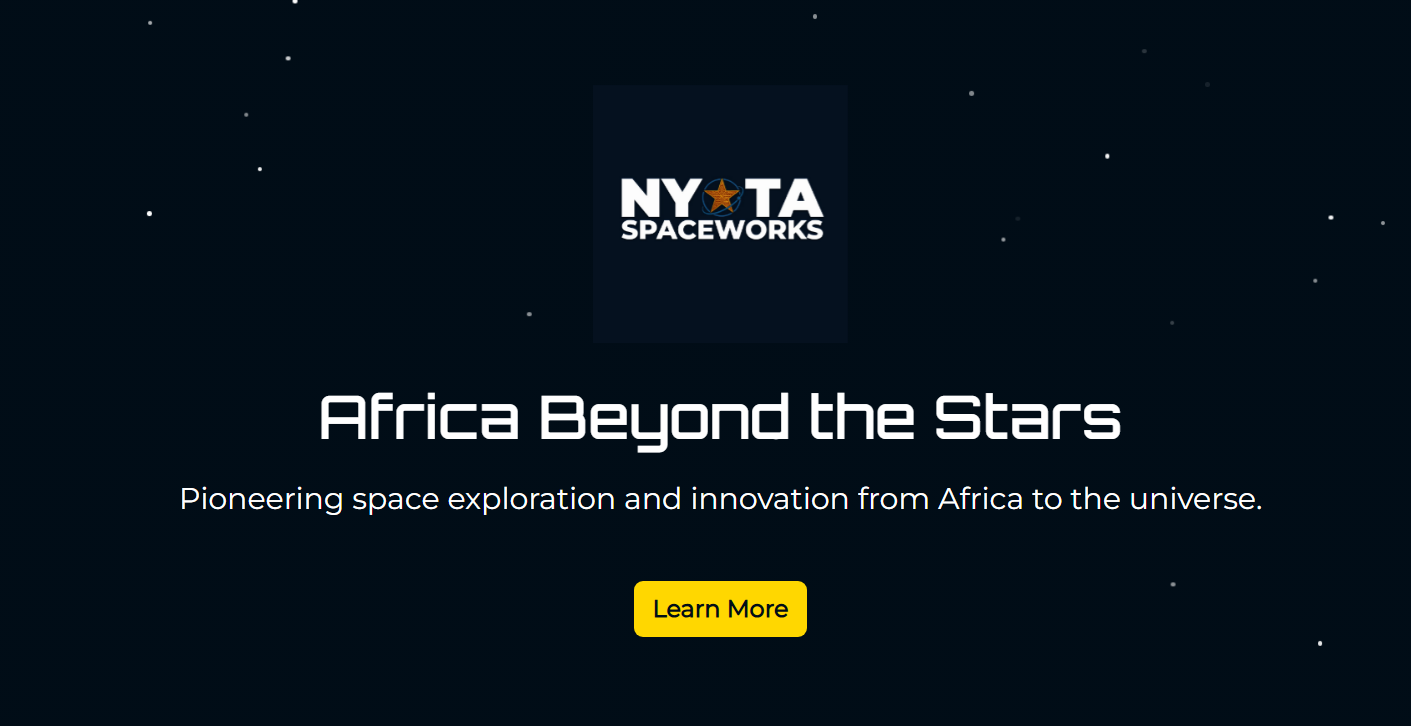 NYOTA
SPACEWORKS
Africa Beyond the Stars
Pioneering space exploration and innovation from Africa to the universe.
Learn More